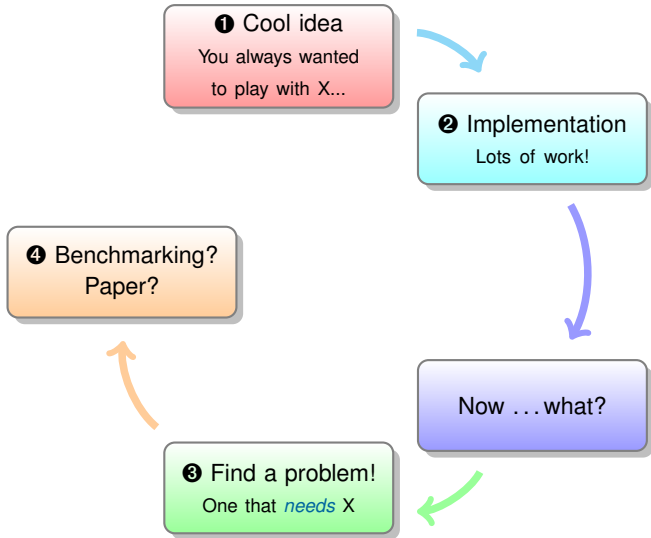 ❶ Cool idea
You always wanted
to play with X...
❷ Implementation
Lots of work!
Now ...what?
❸ Find a problem!
One that needs X
❹ Benchmarking?
Paper?